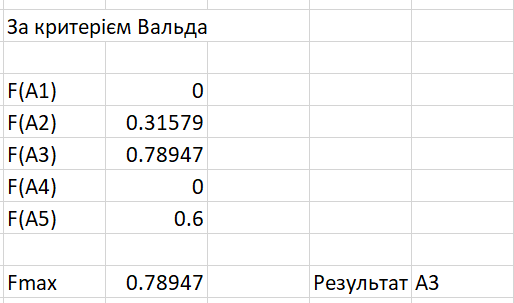 За критерієм Вальда
F(A1) 0
F(A2) 0.31579
F(A3) 0.78947
F(A4) 0
F(A5) 0.6
Fmax 0.78947 Результат A3